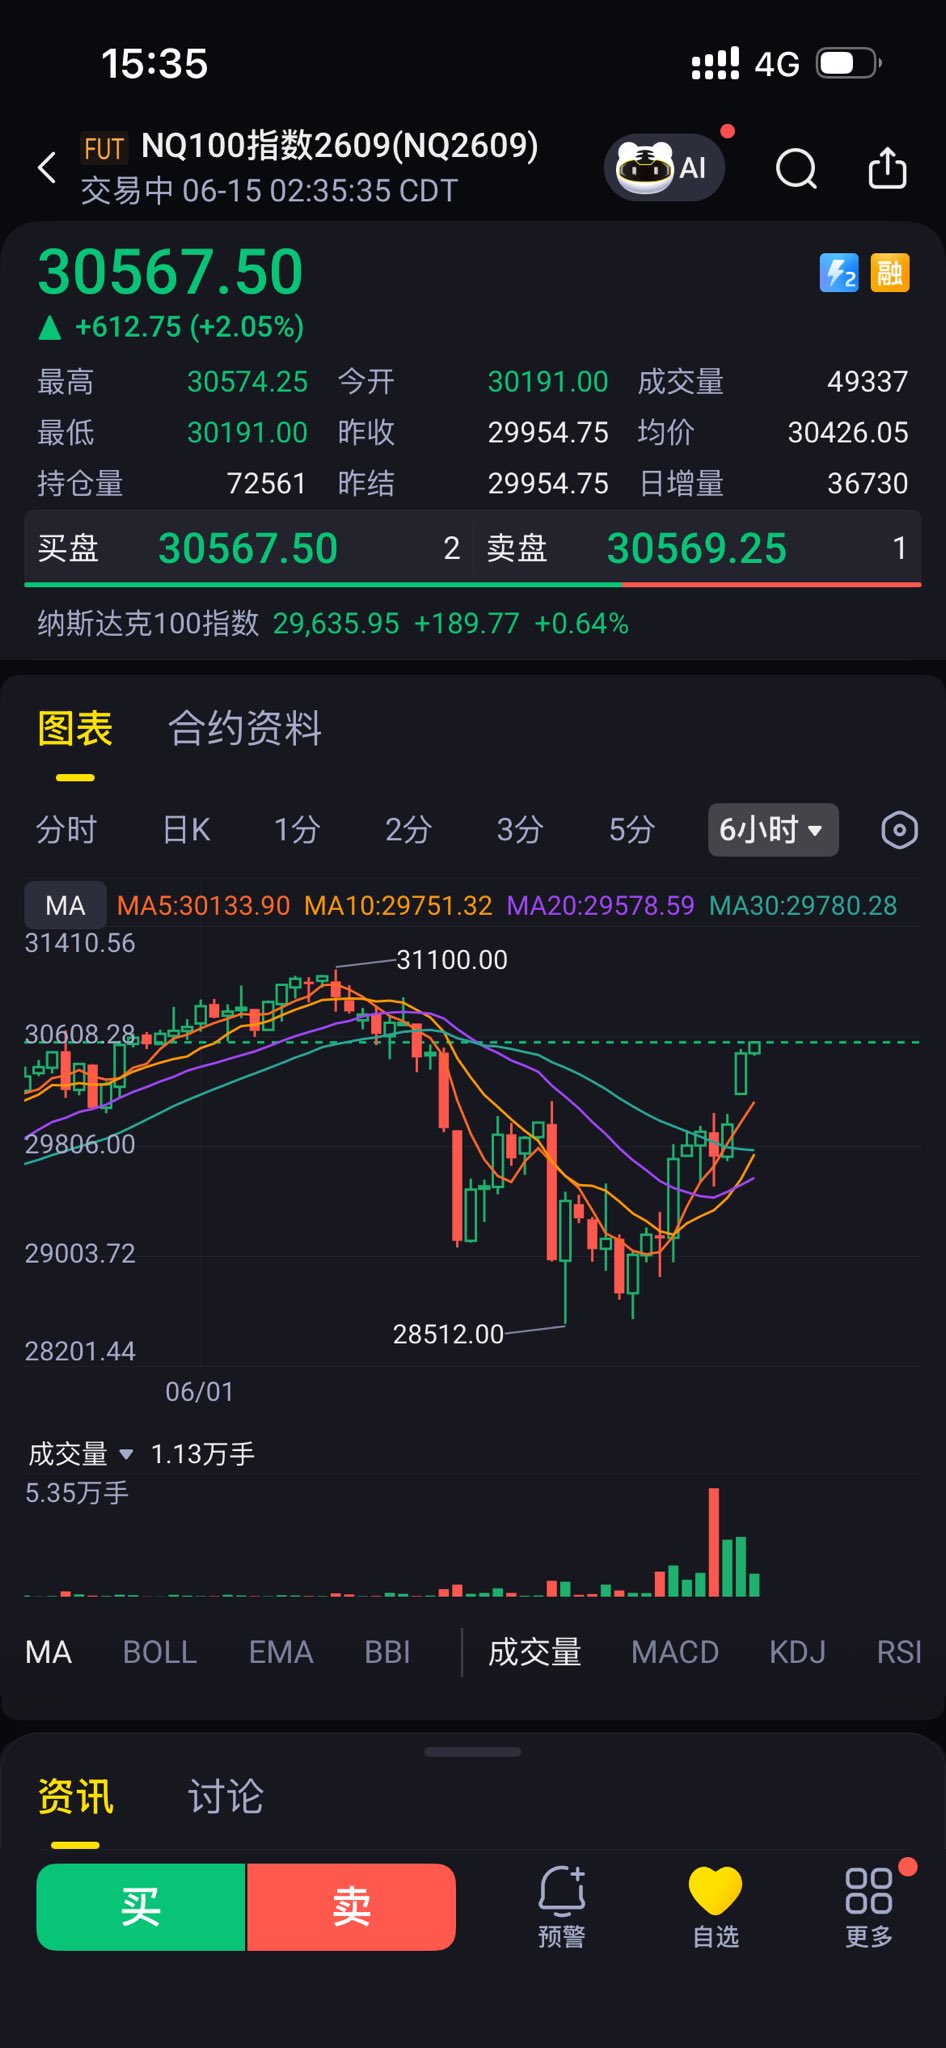 15:35 4G
FUT NQ100指数2609(NQ2609) AI
交易中 06-15 02:35:35 CDT
30567.50 2 融
▲ +612.75 (+2.05%)
最高 30574.25 今开 30191.00 成交量 49337
最低 30191.00 昨收 29954.75 均价 30426.05
持仓量 72561 昨结 29954.75 日增量 36730
买盘 30567.50 2 卖盘 30569.25 1
纳斯达克100指数 29,635.95 +189.77 +0.64%
图表 合约资料
分时 日K 1分 2分 3分 5分 6小时
MA MA5:30133.90 MA10:29751.32 MA20:29578.59 MA30:29780.28
31410.56
31100.00
30608.28
29806.00
29003.72
28512.00
28201.44
06/01
成交量 1.13万手
5.35万手
MA BOLL EMA BBI 成交量 MACD KDJ RSI
资讯 讨论
买 卖 预警 自选 更多